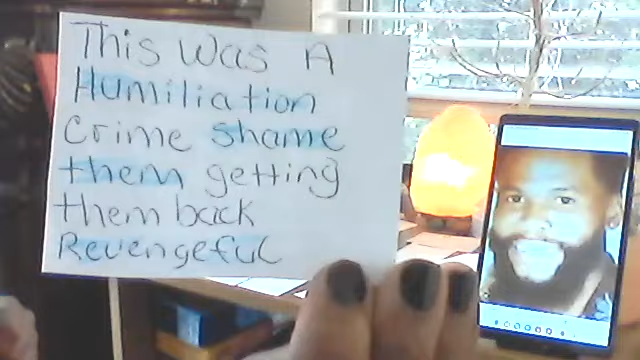 This was A
Humiliation
Crime shame
them getting
them back
Revengeful